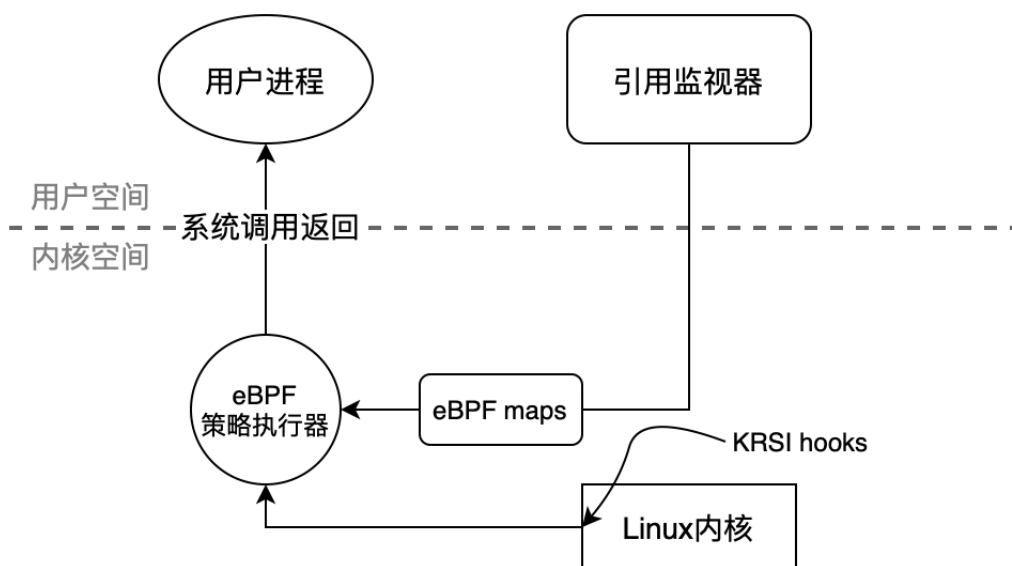 用户进程
引用监视器
用户空间
系统调用返回
内核空间
eBPF
策略执行器
eBPF maps
KRSI hooks
Linux内核